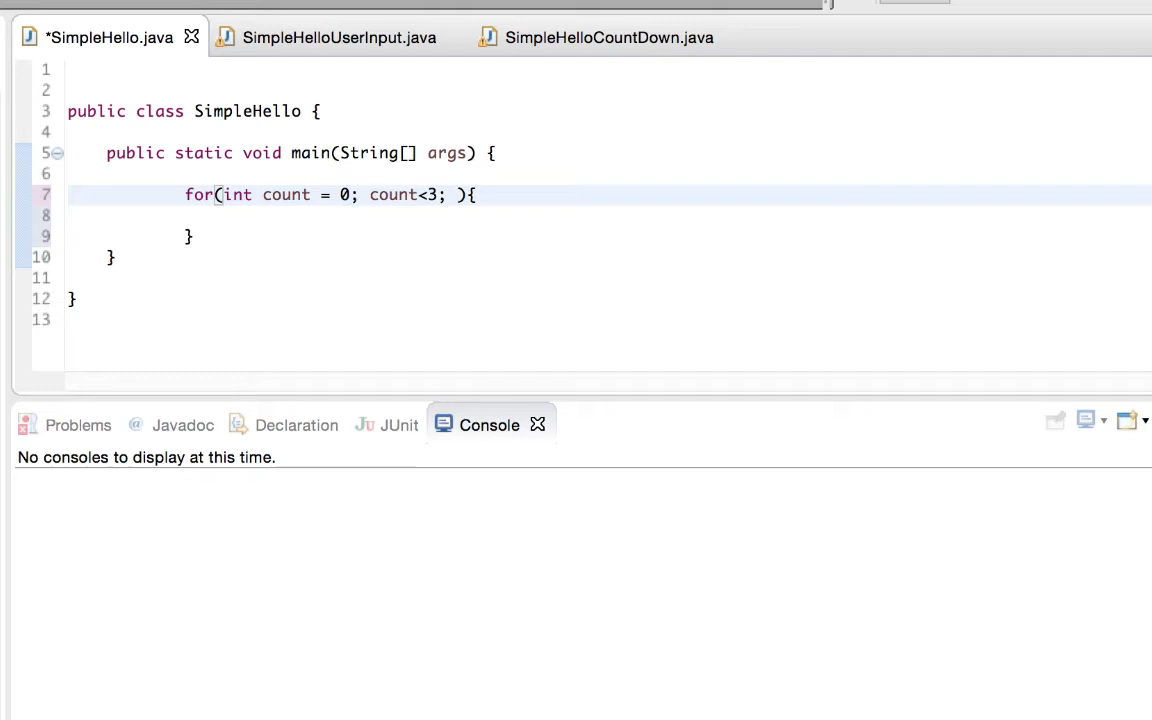 *SimpleHello.java SimpleHelloUserInput.java SimpleHelloCountDown.java
1
2
3 public class SimpleHello {
4
5 public static void main(String[] args) {
6
7 for(int count = 0; count<3; ){
8
9 }
10 }
11
12 }
13
Problems @ Javadoc Declaration Ju JUnit Console
No consoles to display at this time.